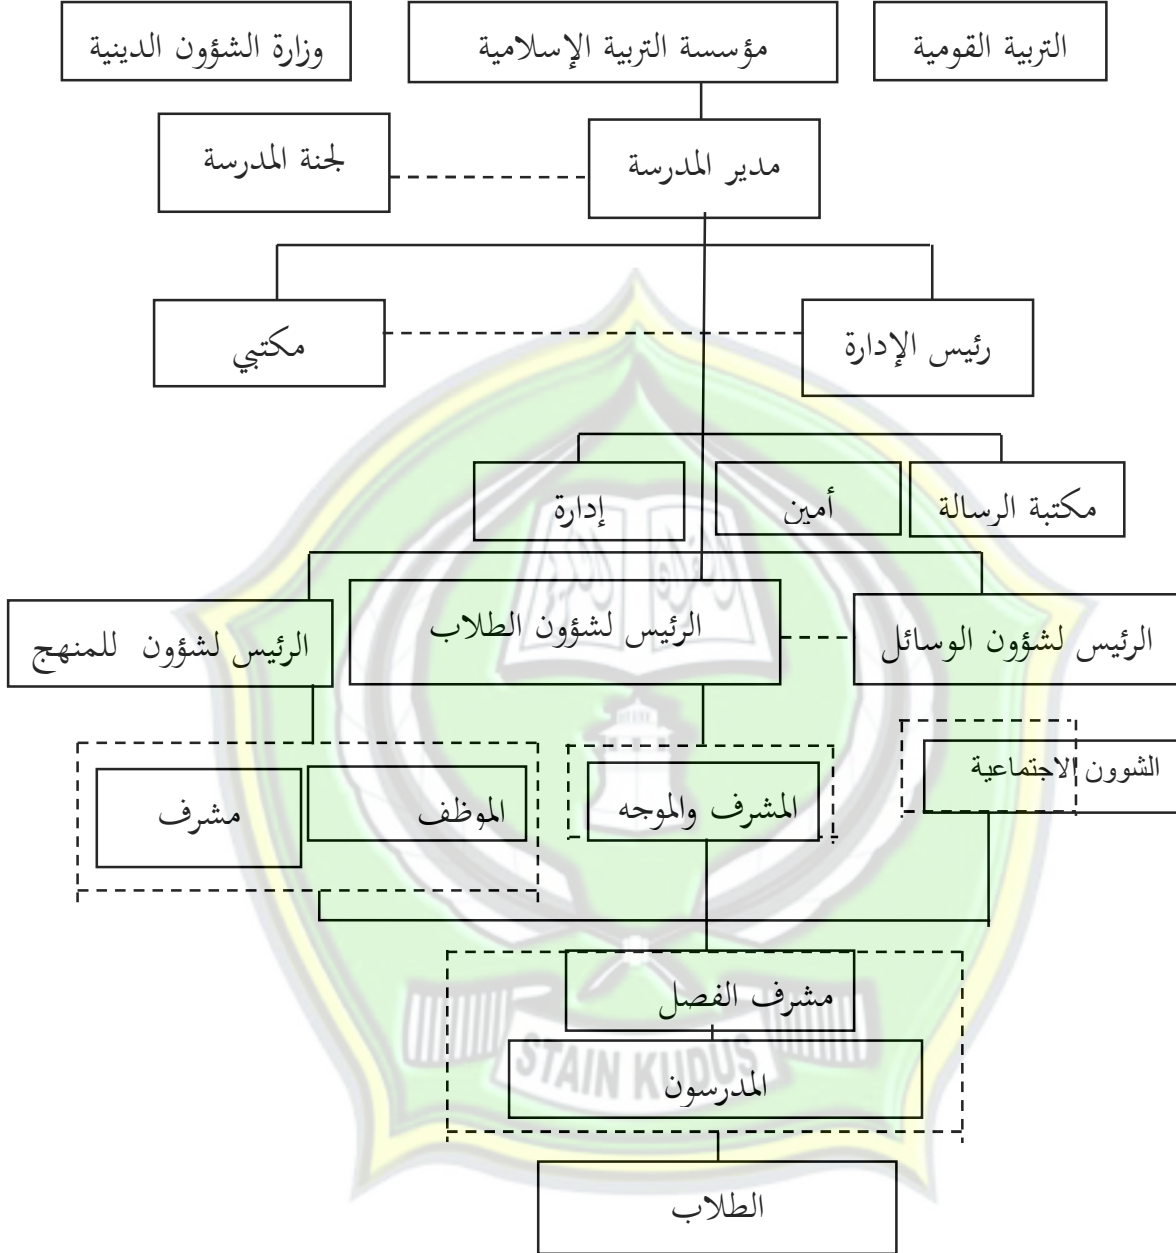 التربية القومية
مؤسسة التربية الإسلامية
وزارة الشؤون الدينية
مدير المدرسة
لجنة المدرسة
رئيس الإدارة
مكتبي
مكتبة الرسالة
أمين
إدارة
الرئيس لشؤون الوسائل
الرئيس لشؤون الطلاب
الرئيس لشؤون للمنهج
الشوون الاجتماعية
المشرف والموجه
الموظف
مشرف
مشرف الفصل
المدرسون
STAIN KUDUS
الطلاب